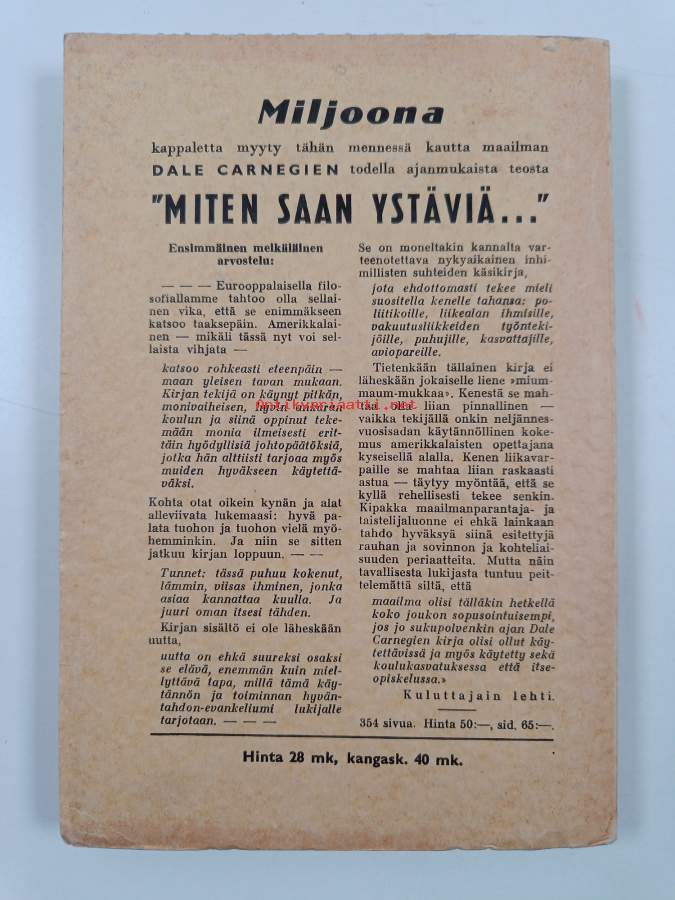 Miljoona
kappaletta myyty tähän mennessä kautta maailman
DALE CARNEGIEN todella ajanmukaista teosta
"MITEN SAAN YSTÄVIÄ..."
Ensimmäinen meikäläinen
arvostelu:
— — — Eurooppalaisella filo-
sofiallamme tahtoo olla sellai-
nen vika, että se enimmäkseen
katsoo taaksepäin. Amerikkalai-
nen — mikäli tässä nyt voi sel-
laista vihjata —
katsoo rohkeasti eteenpäin —
maan yleisen tavan mukaan.
Kirjan tekijä on käynyt pitkän,
monivaiheisen, hyvin ankaran
koulun ja siinä oppinut teke-
mään monia ilmeisesti erit-
täin hyödyllisiä johtopäätöksiä,
jotka hän alttiisti tarjoaa myös
muiden hyväkseen käytettä-
väksi.
Kohta otat oikein kynän ja alat
alleviivata lukemaasi: hyvä pa-
lata tuohon ja tuohon vielä myö-
hemminkin. Ja niin se sitten
jatkuu kirjan loppuun. — —
Tunnet: tässä puhuu kokenut,
lämmin, viisas ihminen, jonka
asiaa kannattaa kuulla. Ja
juuri oman itsesi tähden.
Kirjan sisältö ei ole läheskään
uutta,
uutta on ehkä suureksi osaksi
se elävä, enemmän kuin miel-
lyttävä tapa, millä tämä käy-
tännön ja toiminnan hyvän-
tahdon-evankeliumi lukijalle
tarjotaan. — — —
Se on moneltakin kannalta var-
teenotettava nykyaikainen inhi-
millisten suhteiden käsikirja,
jota ehdottomasti tekee mieli
suositella kenelle tahansa: po-
liitikoille, liikealan ihmisille,
vakuutusliikkeiden työnteki-
jöille, puhujille, kasvattajille,
aviopareille.
Tietenkään tällainen kirja ei
läheskään jokaiselle liene »mium-
maum-mukkaa». Kenestä se mah-
taa olla liian pinnallinen —
vaikka tekijällä onkin neljännes-
vuosisadan käytännöllinen koke-
mus amerikkalaisten opettajana
kyseisellä alalla. Kenen liikavar-
paille se mahtaa liian raskaasti
astua — täytyy myöntää, että se
kyllä rehellisesti tekee senkin.
Kipakka maailmanparantaja- ja
taistelijaluonne ei ehkä lainkaan
tahdo hyväksyä siinä esitettyjä
rauhan ja sovinnon ja kohteliai-
suuden periaatteita. Mutta näin
tavallisesta lukijasta tuntuu peit-
telemättä siltä, että
maailma olisi tälläkin hetkellä
koko joukon sopusointuisempi,
jos jo sukupolvenkin ajan Dale
Carnegien kirja olisi ollut käy-
tettävissä ja myös käytetty sekä
koulukasvatuksessa että itse-
opiskelussa.»
Kuluttajain lehti.
354 sivua. Hinta 50:—, sid. 65:—.
Hinta 28 mk, kangask. 40 mk.
Antikvariaatti.net